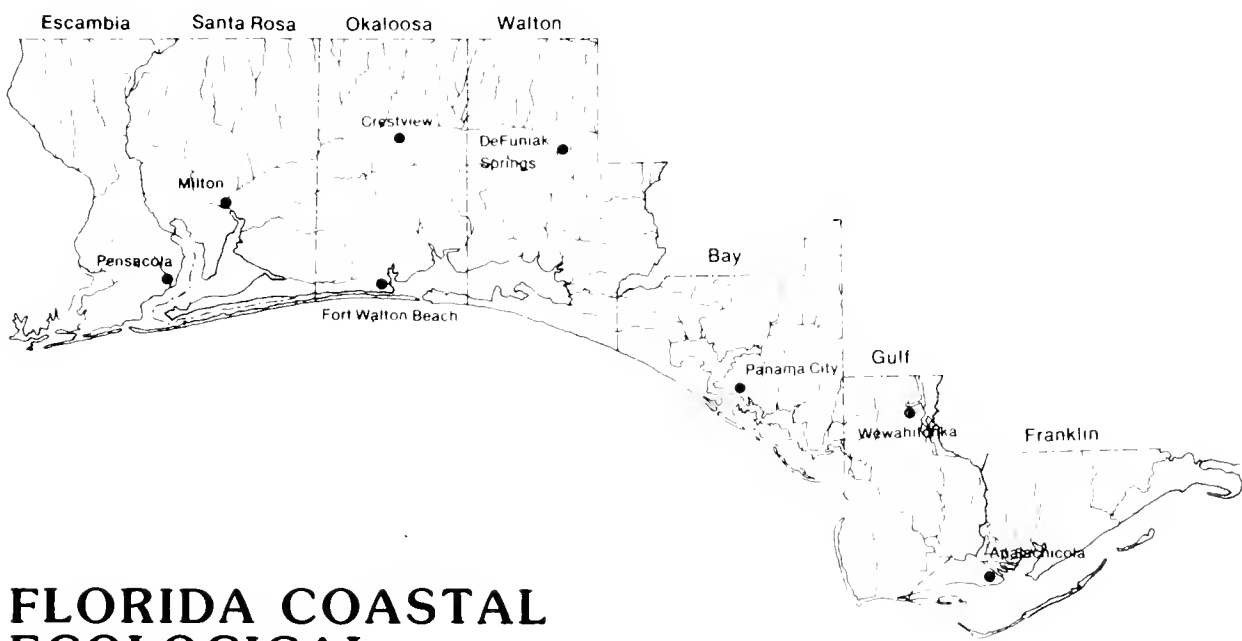 Escambia
Santa Rosa
Okaloosa
Walton
Crestview
DeFuniak
Springs
Milton
Pensacola
Bay
Fort Walton Beach
Panama City
Gulf
Wewahitchka
Franklin
Apalachicola
FLORIDA COASTAL
ECOLOGICAL